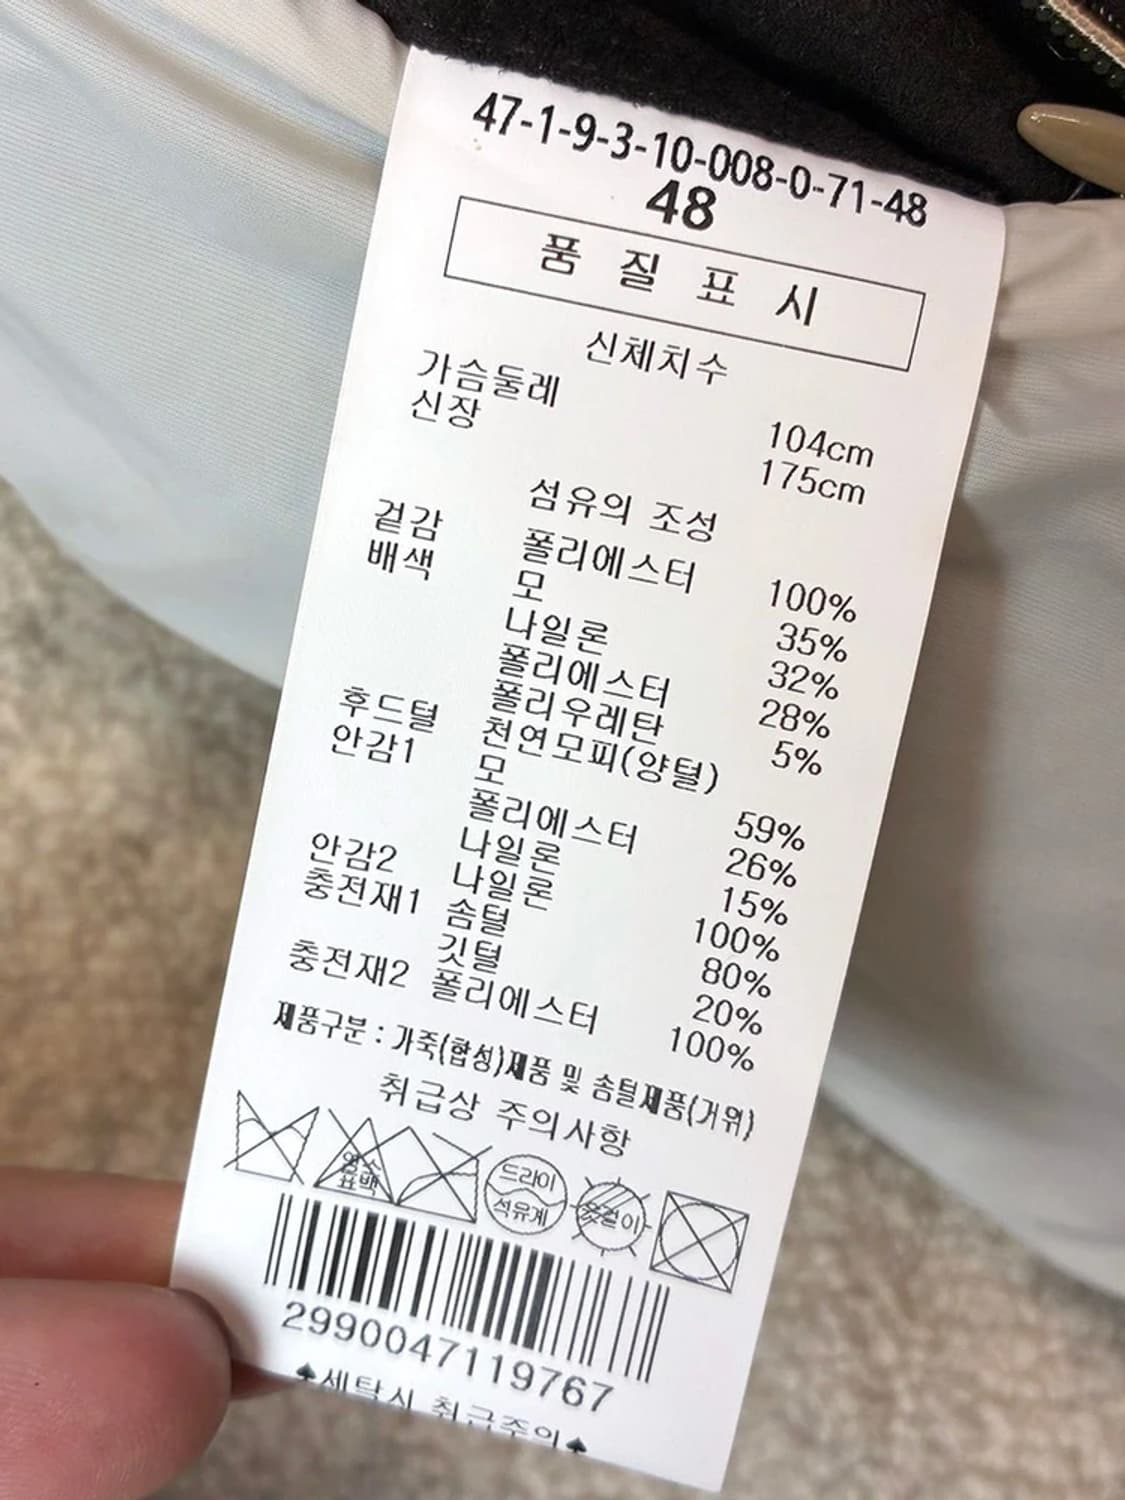 47-1-9-3-10-008-0-71-48
48
품 질 표 시
신체치수
가슴둘레 104cm
신장 175cm
섬유의 조성
겉감 폴리에스터 100%
배색 모 35%
나일론 32%
폴리에스터 28%
폴리우레탄 5%
후드털 천연모피(양털)
안감1 모 59%
폴리에스터 26%
나일론 15%
안감2 나일론 100%
충전재1 솜털 80%
깃털 20%
충전재2 폴리에스터 100%
제품구분 : 가죽(합성)제품 및 솜털제품(거위)
취급상 주의사항
염소
표백
드라이
석유계
옷걸이
2990047119767
♠세탁시 취급주의♠